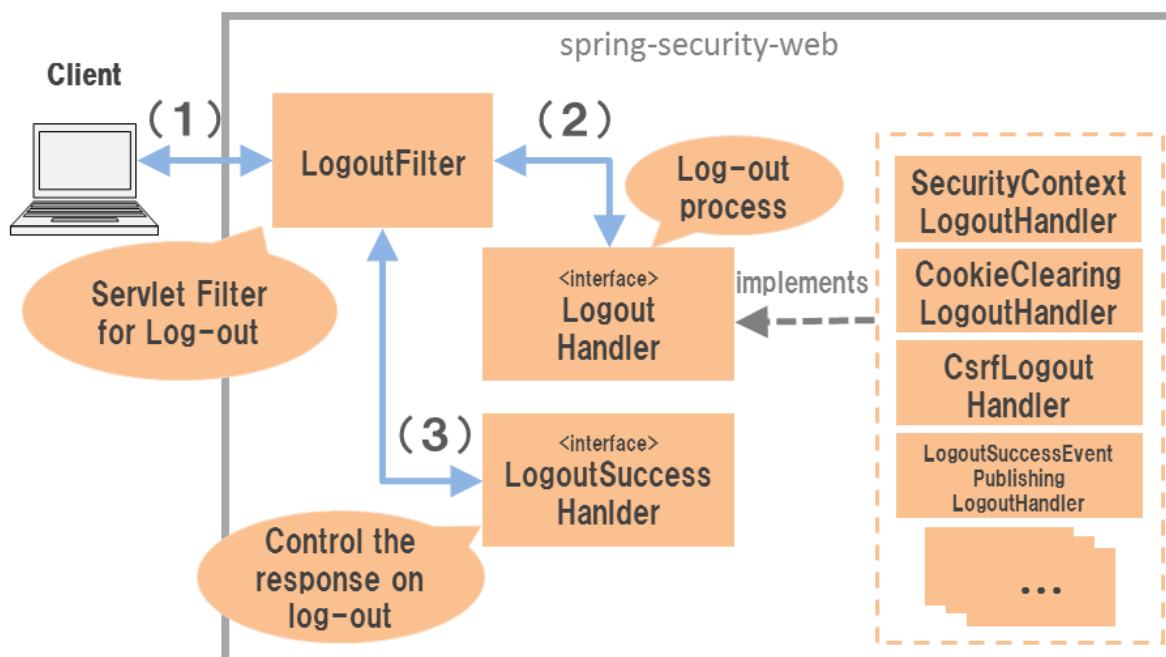 spring-security-web
Client
(1)
(2)
LogoutFilter
Log-out
process
SecurityContext
LogoutHandler
Servlet Filter
for Log-out
<interface>
Logout
Handler
implements
CookieClearing
LogoutHandler
CsrfLogout
Handler
(3)
<interface>
LogoutSuccess
Hanlder
LogoutSuccessEvent
Publishing
LogoutHandler
Control the
response on
log-out
...